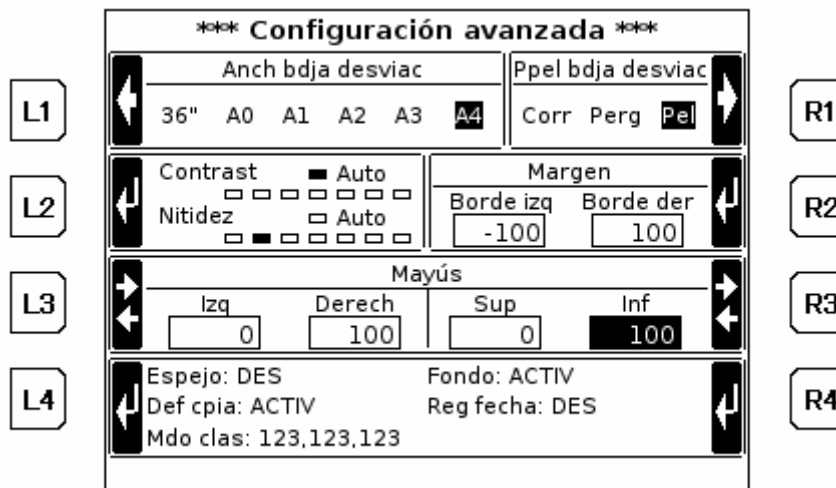 *** Configuración avanzada ***
Anch bdja desviac Ppel bdja desviac
L1 36" A0 A1 A2 A3 A4 Corr Perg Pel R1
Contrast Auto Margen
L2 Nitidez Auto Borde izq Borde der R2
-100 100
Mayús
L3 Izq Derech Sup Inf R3
0 100 0 100
Espejo: DES Fondo: ACTIV
L4 Def cpia: ACTIV Reg fecha: DES R4
Mdo clas: 123,123,123